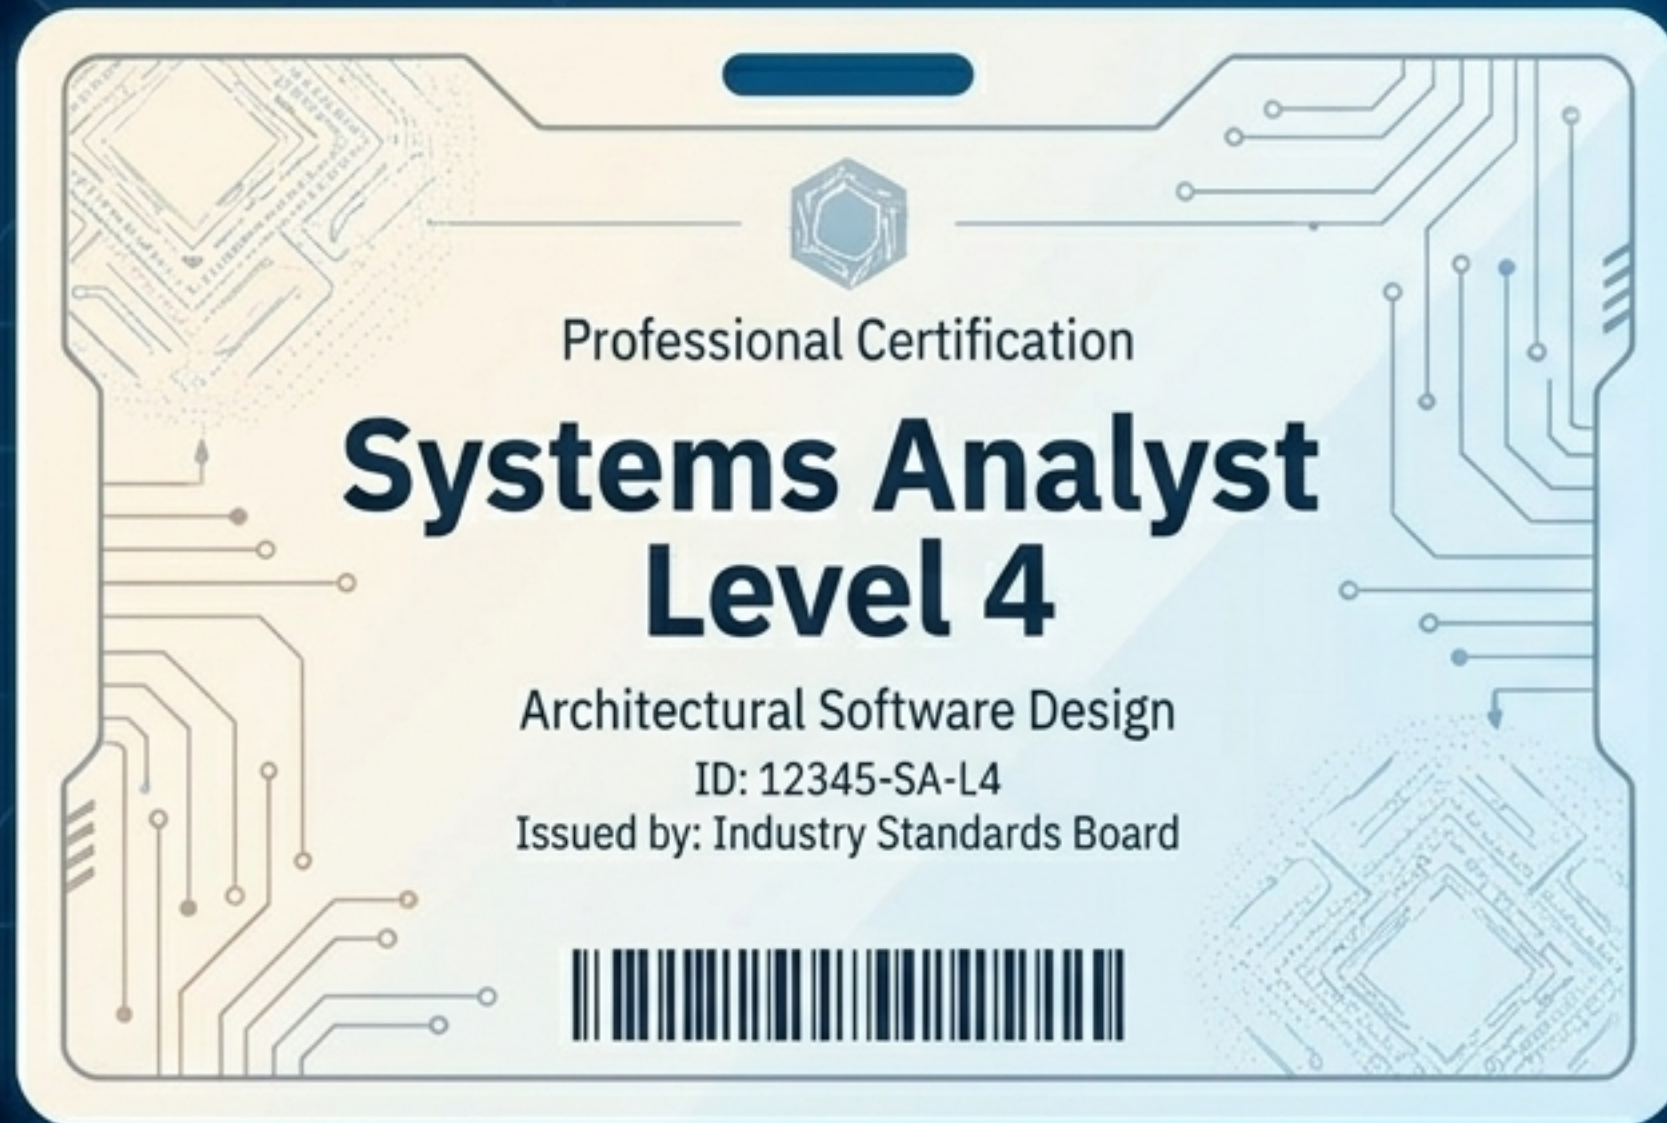 Professional Certification
Systems Analyst
Level 4
Architectural Software Design
ID: 12345-SA-L4
Issued by: Industry Standards Board